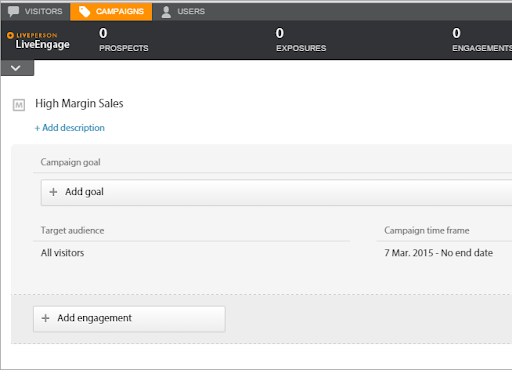 VISITORS CAMPAIGNS USERS
LIVEPERSON
LiveEngage
0 0 0
PROSPECTS EXPOSURES ENGAGEMENTS
M High Margin Sales
+ Add description
Campaign goal
+ Add goal
Target audience Campaign time frame
All visitors 7 Mar. 2015 - No end date
+ Add engagement